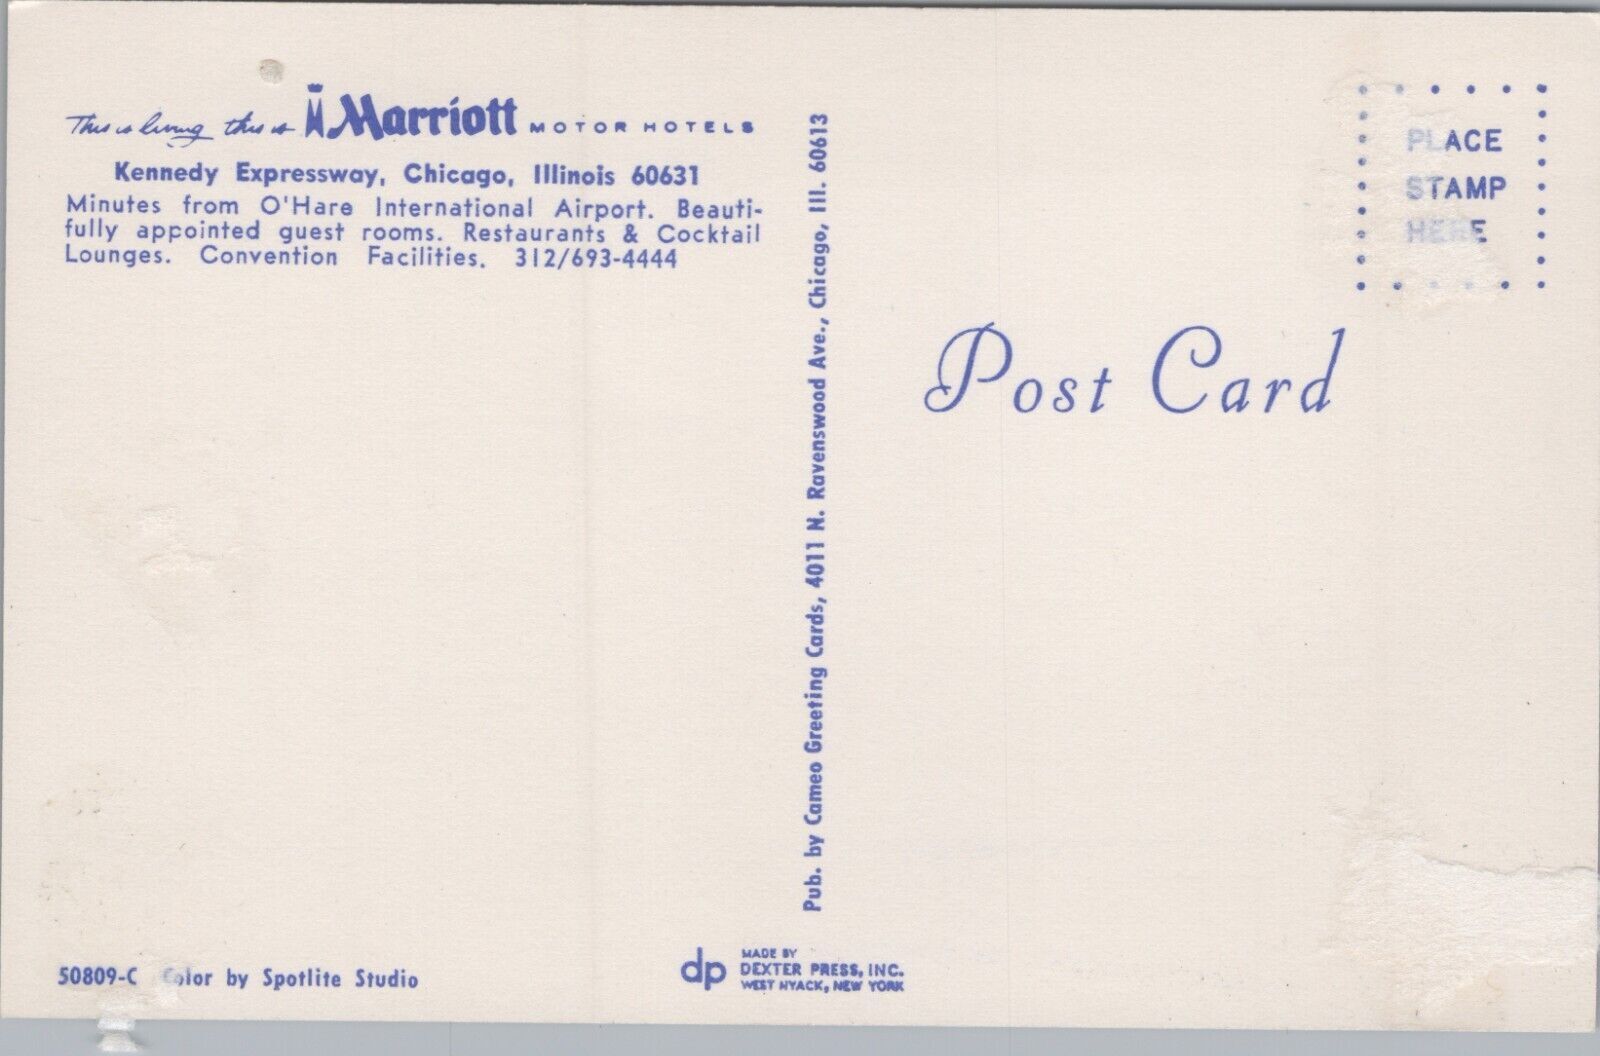 This is living this is Marriott MOTOR HOTELS
Kennedy Expressway, Chicago, Illinois 60631
Minutes from O'Hare International Airport. Beauti-
fully appointed guest rooms. Restaurants & Cocktail
Lounges. Convention Facilities. 312/693-4444
Pub. by Cameo Greeting Cards, 4011 N. Ravenswood Ave., Chicago, Ill. 60613
PLACE
STAMP
HERE
Post Card
50809-C Color by Spotlite Studio
dp
MADE BY
DEXTER PRESS, INC.
WEST NYACK, NEW YORK